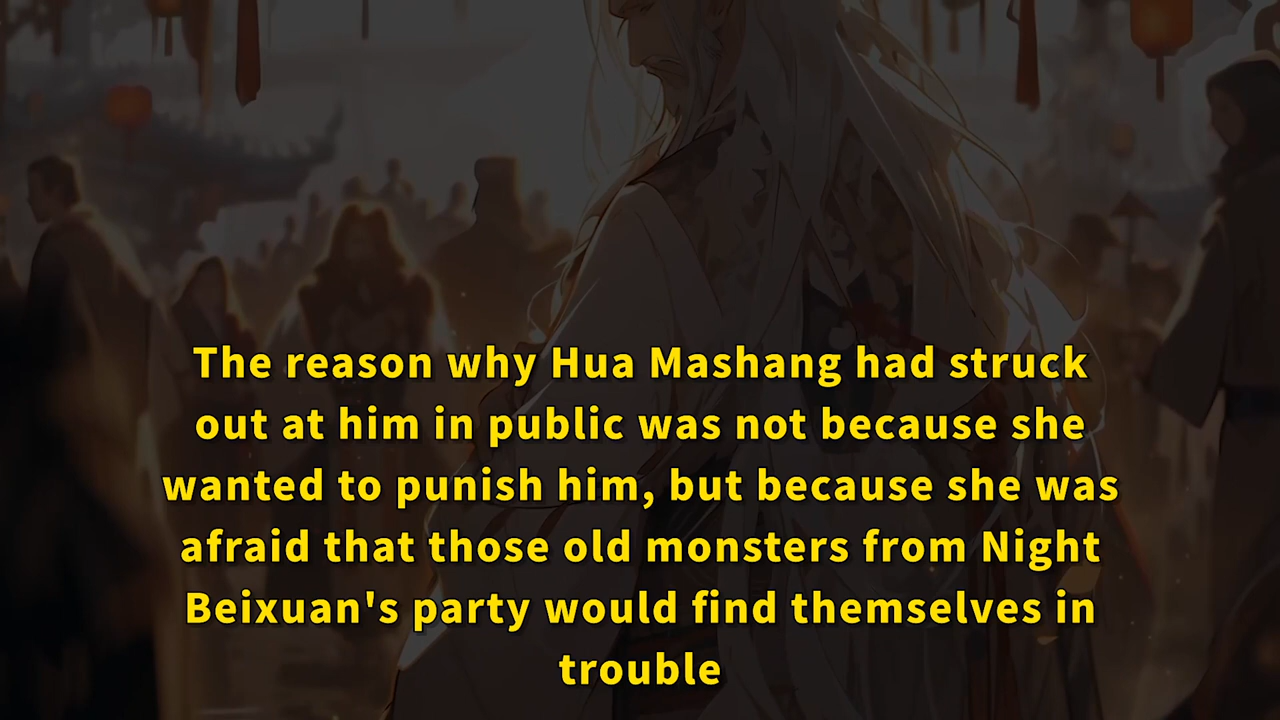 The reason why Hua Mashang had struck
out at him in public was not because she
wanted to punish him, but because she was
afraid that those old monsters from Night
Beixuan's party would find themselves in
trouble